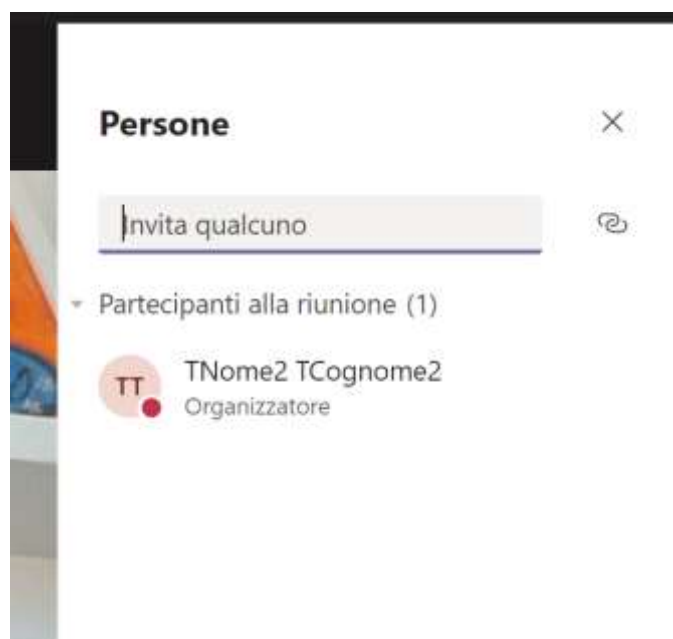 Persone
Invita qualcuno
Partecipanti alla riunione (1)
TT
TNome2 TCognome2
Organizzatore